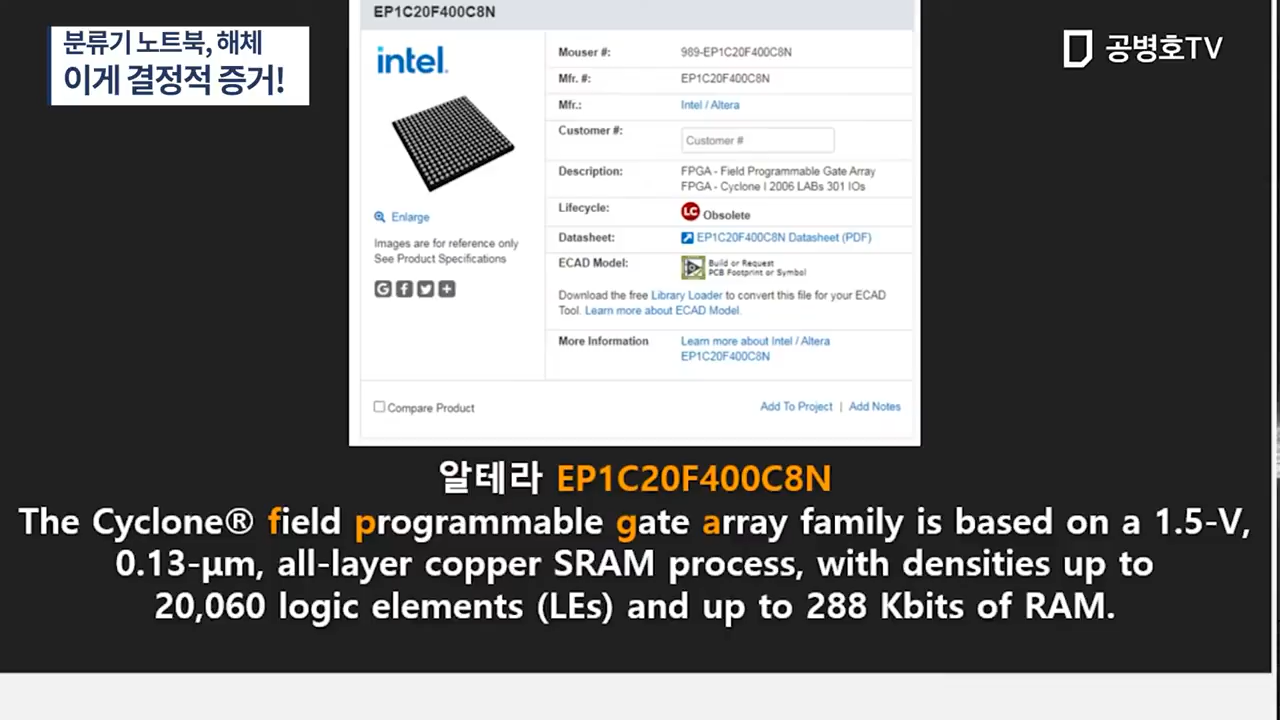 분류기 노트북, 해체
이게 결정적 증거!
공병호TV
EP1C20F400C8N
intel.
Enlarge
Images are for reference only
See Product Specifications
Mouser #: 989-EP1C20F400C8N
Mfr. #: EP1C20F400C8N
Mfr.: Intel / Altera
Customer #: Customer #
Description: FPGA - Field Programmable Gate Array
FPGA - Cyclone I 2006 LABs 301 IOs
Lifecycle: LC Obsolete
Datasheet: EP1C20F400C8N Datasheet (PDF)
ECAD Model: Build or Request
PCB Footprint or Symbol
Download the free Library Loader to convert this file for your ECAD
Tool. Learn more about ECAD Model.
More Information Learn more about Intel / Altera
EP1C20F400C8N
Compare Product Add To Project | Add Notes
알테라 EP1C20F400C8N
The Cyclone® field programmable gate array family is based on a 1.5-V,
0.13-µm, all-layer copper SRAM process, with densities up to
20,060 logic elements (LEs) and up to 288 Kbits of RAM.